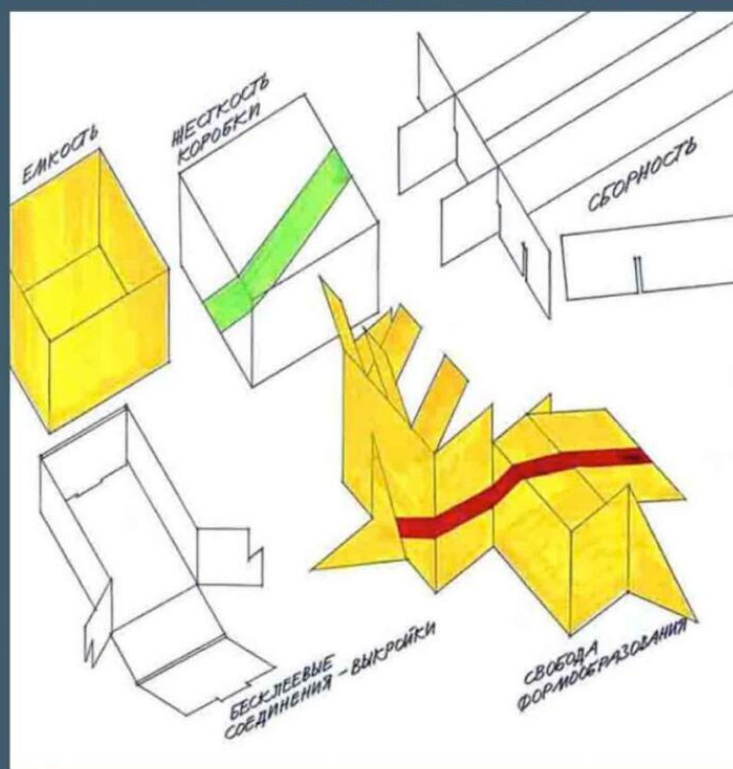 ЕМКОСТЬ
ЖЕСТКОСТЬ
КОРОБКИ
СБОРНОСТЬ
БЕСКЛЕЕВЫЕ
СОЕДИНЕНИЯ – ВЫКРОЙКИ
СВОБОДА
ФОРМООБРАЗОВАНИЯ